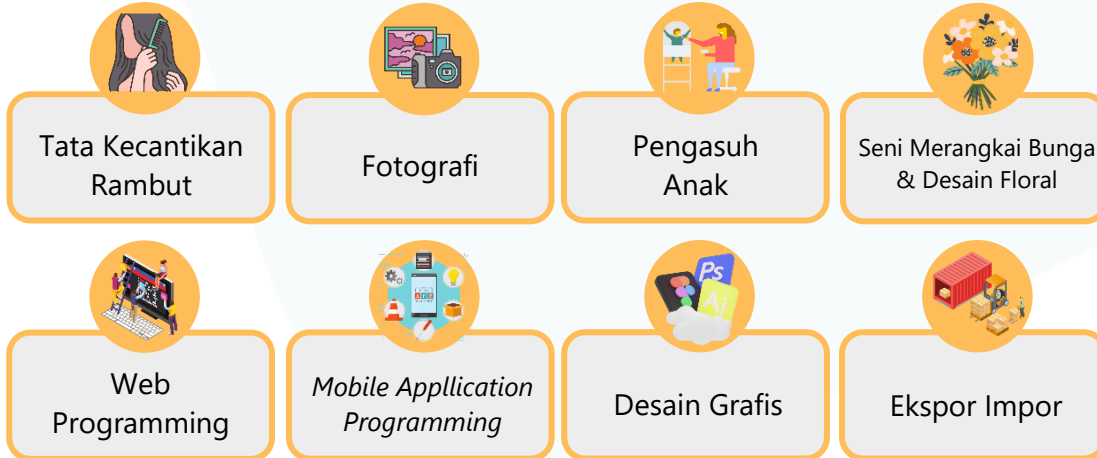 Tata Kecantikan
Rambut
Fotografi
Pengasuh
Anak
Seni Merangkai Bunga
& Desain Floral
Web
Programming
Mobile Appllication
Programming
Ps
Ai
Desain Grafis
Ekspor Impor